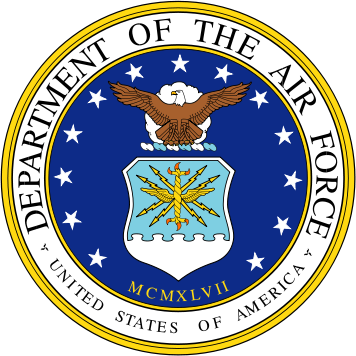 DEPARTMENT OF THE AIR FORCE
MCMXLVII
UNITED STATES OF AMERICA